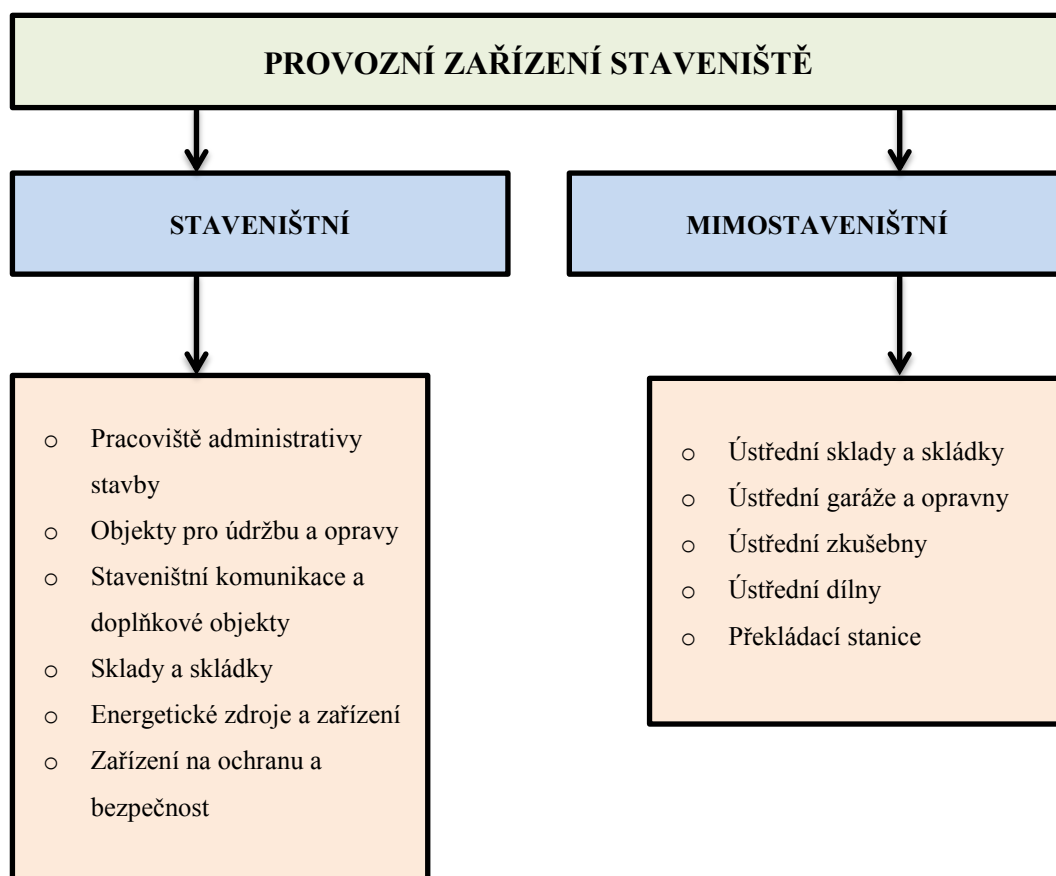 PROVOZNÍ ZAŘÍZENÍ STAVENIŠTĚ
STAVENIŠTNÍ
MIMOSTAVENIŠTNÍ
o Pracoviště administrativy
stavby
o Objekty pro údržbu a opravy
o Staveništní komunikace a
doplňkové objekty
o Sklady a skládky
o Energetické zdroje a zařízení
o Zařízení na ochranu a
bezpečnost
o Ústřední sklady a skládky
o Ústřední garáže a opravny
o Ústřední zkušebny
o Ústřední dílny
o Překládací stanice